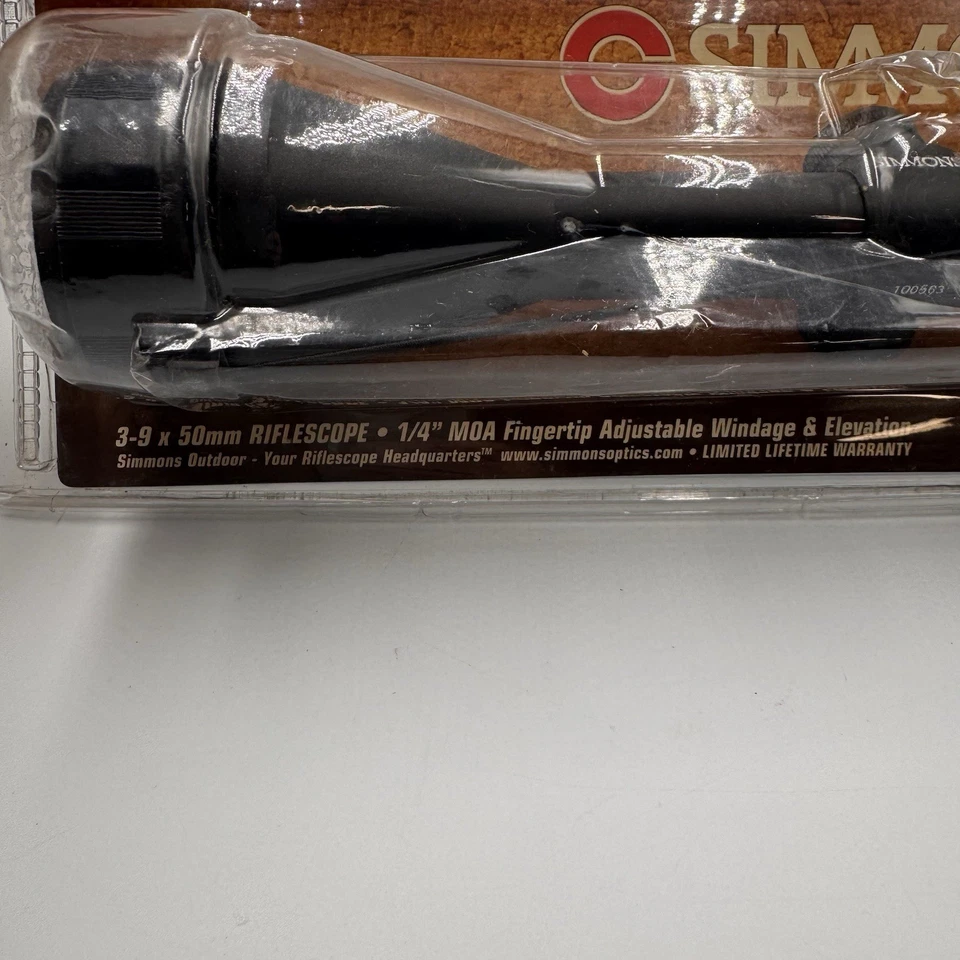 SIMMO
SIMMONS
100563
3-9 x 50mm RIFLESCOPE • 1/4” MOA Fingertip Adjustable Windage & Elevation
Simmons Outdoor - Your Riflescope Headquarters™ www.simmonsoptics.com • LIMITED LIFETIME WARRANTY